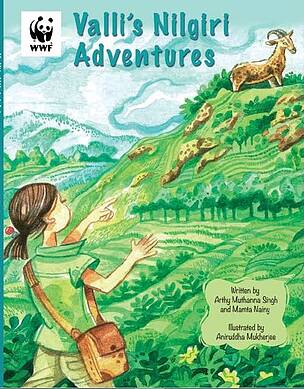 Valli's Nilgiri
Adventures
WWF
Written by
Arthy Muthanna Singh
and Mamta Nainy
Illustrated by
Aniruddha Mukherjee